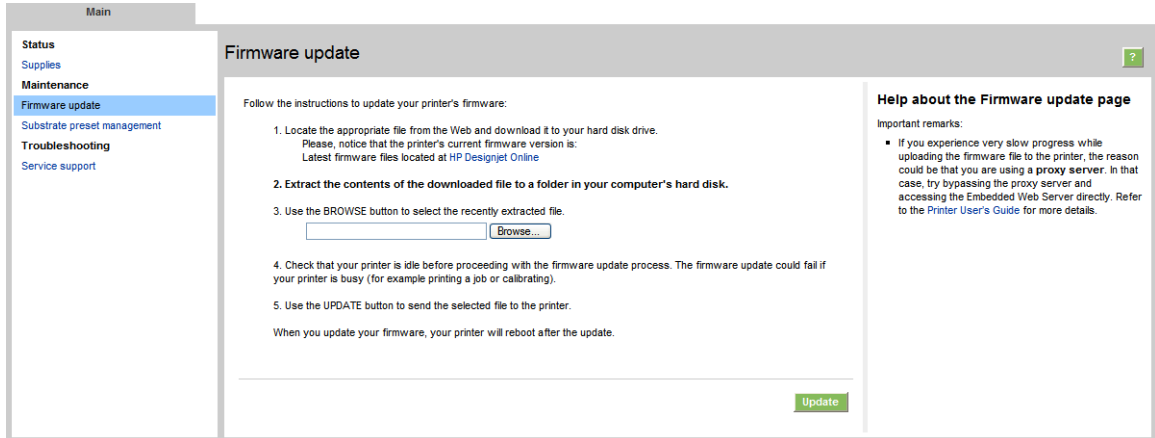 Main
Status
Supplies
Maintenance
Firmware update
Substrate preset management
Troubleshooting
Service support
Firmware update
?
Follow the instructions to update your printer's firmware:
1. Locate the appropriate file from the Web and download it to your hard disk drive.
Please, notice that the printer's current firmware version is:
Latest firmware files located at HP Designjet Online
2. Extract the contents of the downloaded file to a folder in your computer's hard disk.
3. Use the BROWSE button to select the recently extracted file.
Browse...
4. Check that your printer is idle before proceeding with the firmware update process. The firmware update could fail if
your printer is busy (for example printing a job or calibrating).
5. Use the UPDATE button to send the selected file to the printer.
When you update your firmware, your printer will reboot after the update.
Update
Help about the Firmware update page
Important remarks:
▪ If you experience very slow progress while
uploading the firmware file to the printer, the reason
could be that you are using a proxy server. In that
case, try bypassing the proxy server and
accessing the Embedded Web Server directly. Refer
to the Printer User's Guide for more details.